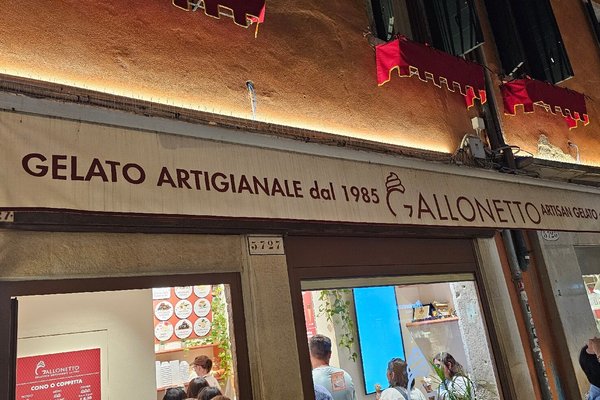 GELATO ARTIGIANALE dal 1985 GALLONETTO ARTISAN GELATO
5727
GALLONETTO
CONO O COPPETTA